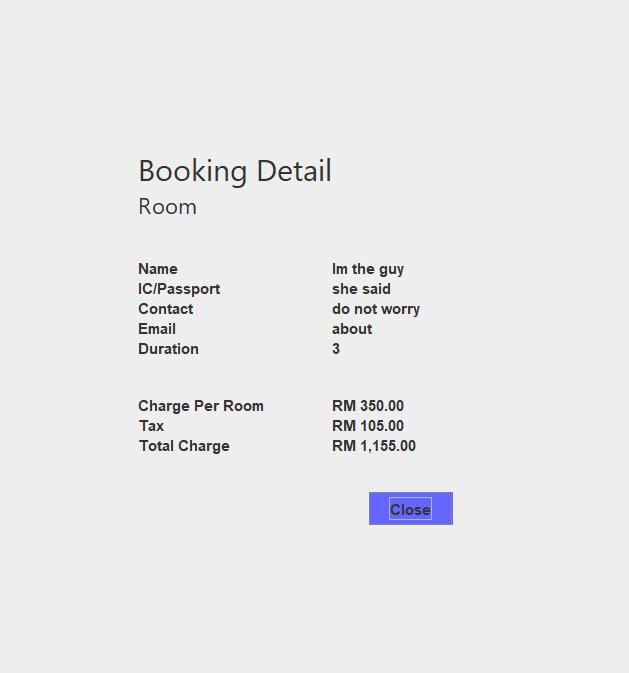 Booking Detail
Room
Name Im the guy
IC/Passport she said
Contact do not worry
Email about
Duration 3
Charge Per Room RM 350.00
Tax RM 105.00
Total Charge RM 1,155.00
Close